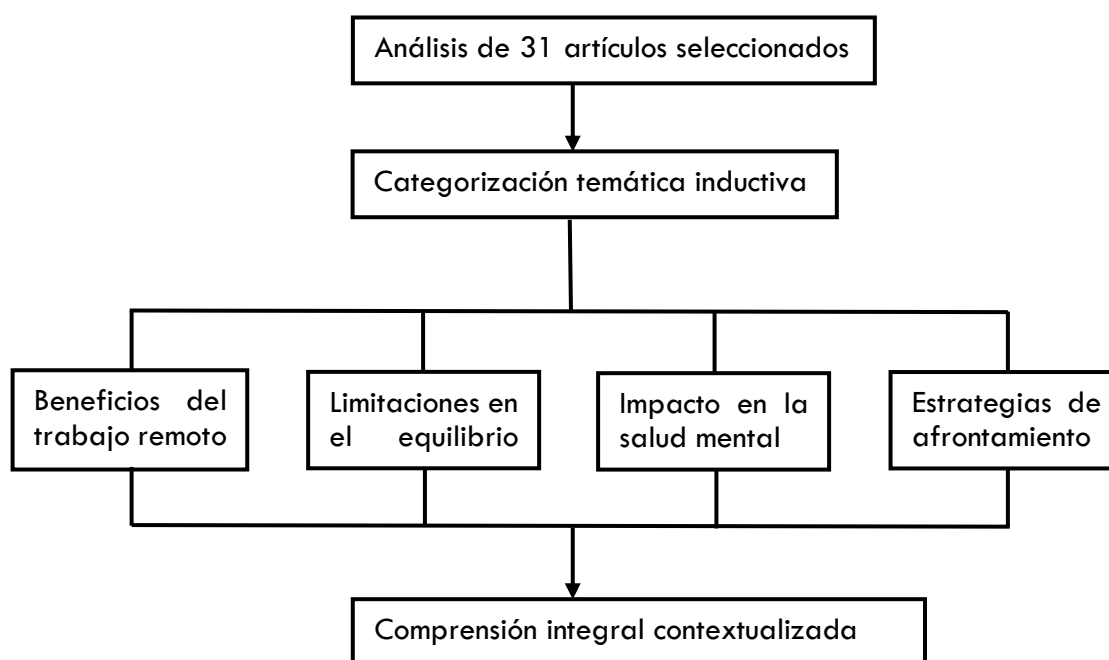 Análisis de 31 artículos seleccionados
Categorización temática inductiva
Beneficios del
trabajo remoto
Limitaciones en
el equilibrio
Impacto en la
salud mental
Estrategias de
afrontamiento
Comprensión integral contextualizada